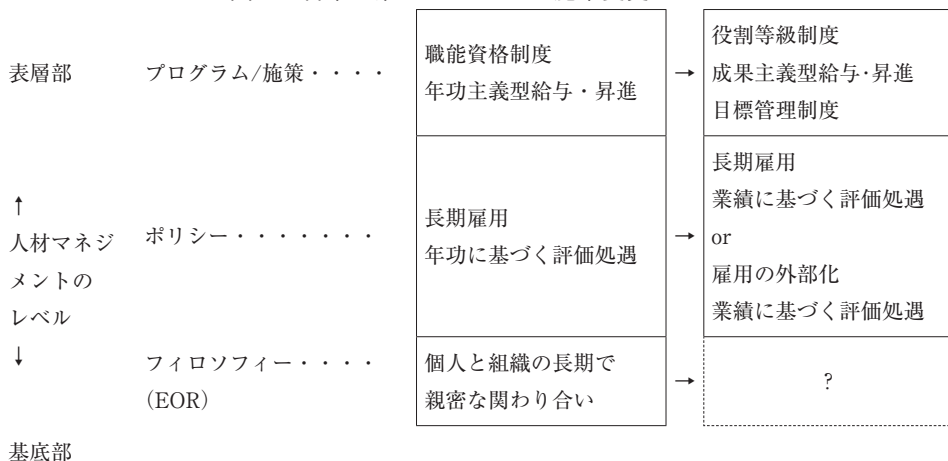 表層部 プログラム/施策・・・・ 職能資格制度
年功主義型給与・昇進 → 役割等級制度
成果主義型給与・昇進
目標管理制度
↑
人材マネジ
メントの
レベル
↓
ポリシー・・・・・・・ 長期雇用
年功に基づく評価処遇 → 長期雇用
業績に基づく評価処遇
or
雇用の外部化
業績に基づく評価処遇
フィロソフィー・・・・
(EOR)
個人と組織の長期で
親密な関わり合い → ?
基底部